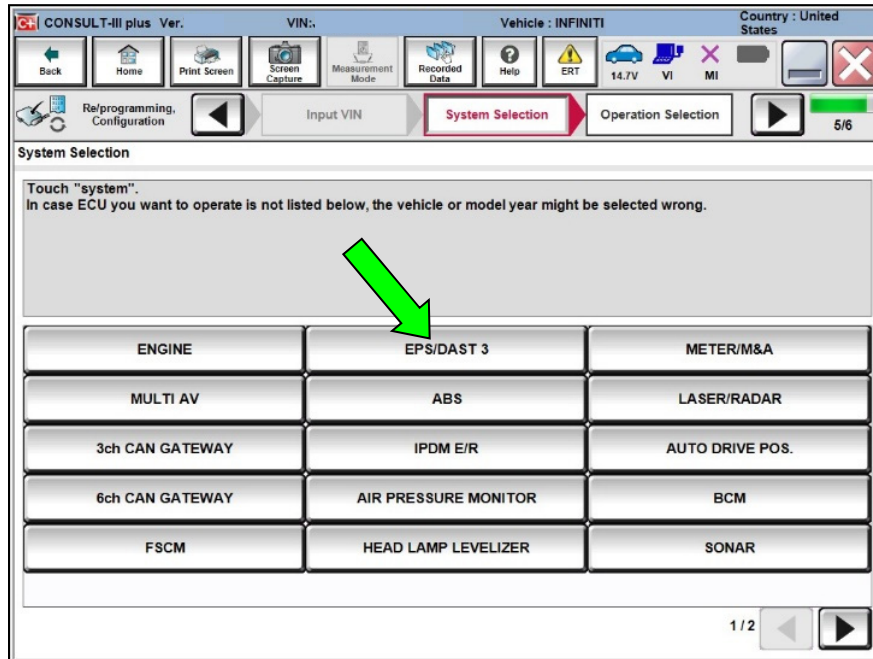 C+ CONSULT-III plus Ver. VIN:. Vehicle : INFINITI Country : United
States
Back Home Print Screen Screen
Capture Measurement
Mode Recorded
Data Help ERT 14.7V VI MI
Re/programming,
Configuration Input VIN System Selection Operation Selection 5/6
System Selection
Touch "system".
In case ECU you want to operate is not listed below, the vehicle or model year might be selected wrong.
ENGINE EPS/DAST 3 METER/M&A
MULTI AV ABS LASER/RADAR
3ch CAN GATEWAY IPDM E/R AUTO DRIVE POS.
6ch CAN GATEWAY AIR PRESSURE MONITOR BCM
FSCM HEAD LAMP LEVELIZER SONAR
1/2